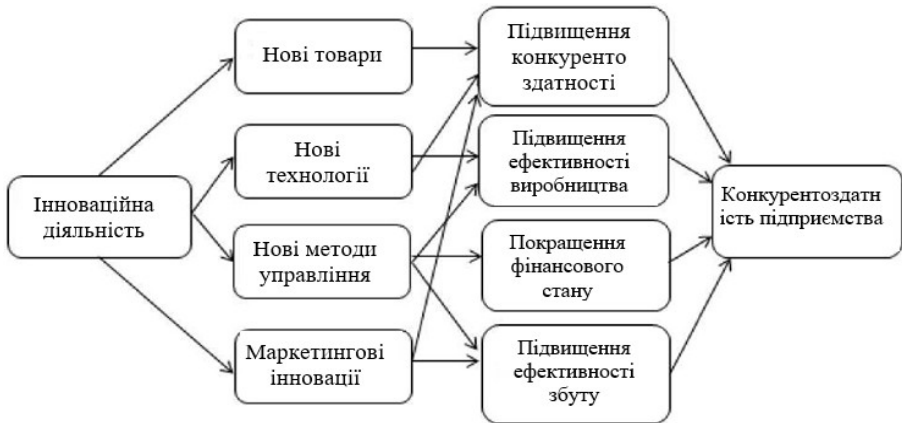 Інноваційна
діяльність
Нові товари
Нові
технології
Нові методи
управління
Маркетингові
інновації
Підвищення
конкуренто
здатності
Підвищення
ефективності
виробництва
Покращення
фінансового
стану
Підвищення
ефективності
збуту
Конкурентоздатн
ість підприємства